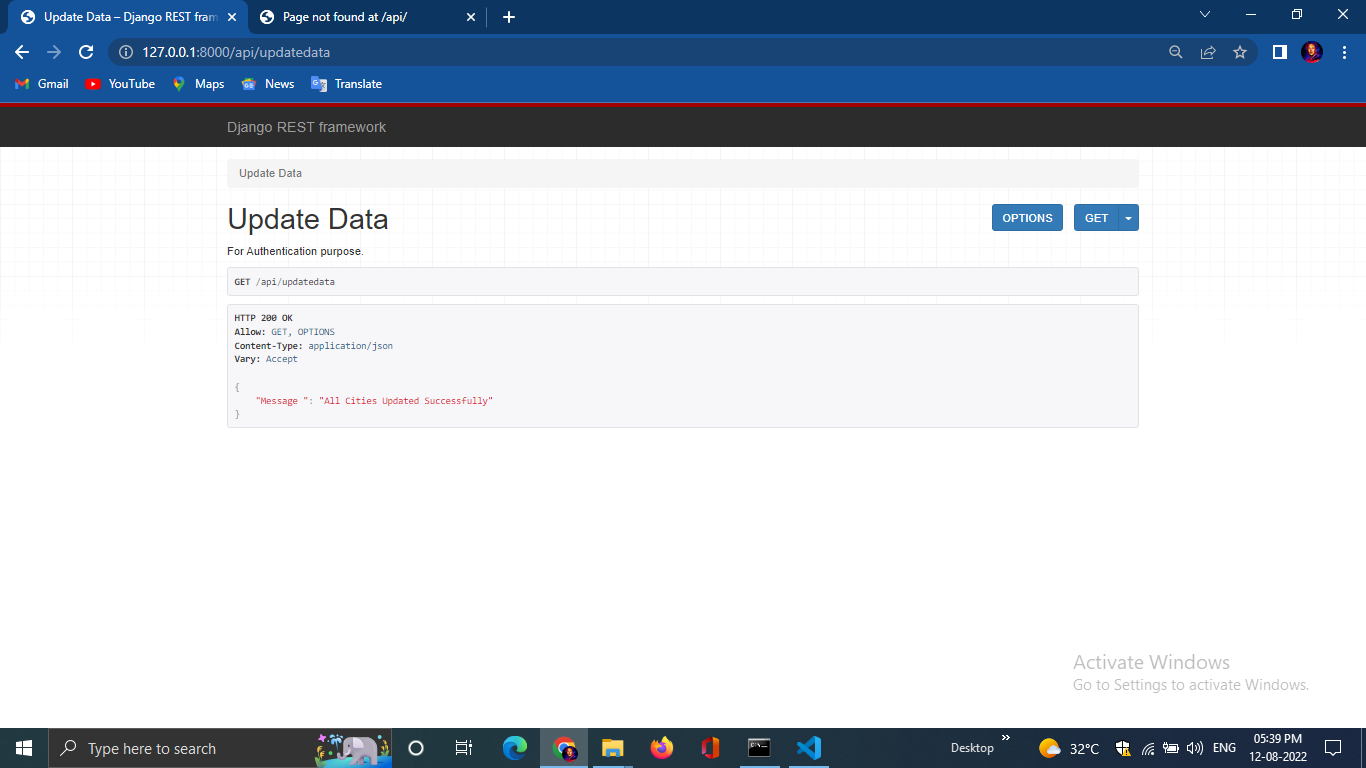 Update Data – Django REST fram
Page not found at /api/
127.0.0.1:8000/api/updatedata
Gmail
YouTube
Maps
News
Translate
Django REST framework
Update Data
Update Data
OPTIONS
GET
For Authentication purpose.
GET /api/updatedata
HTTP 200 OK
Allow: GET, OPTIONS
Content-Type: application/json
Vary: Accept
{
"Message ": "All Cities Updated Successfully"
}
Activate Windows
Go to Settings to activate Windows.
Type here to search
Desktop
32°C
ENG
05:39 PM
12-08-2022